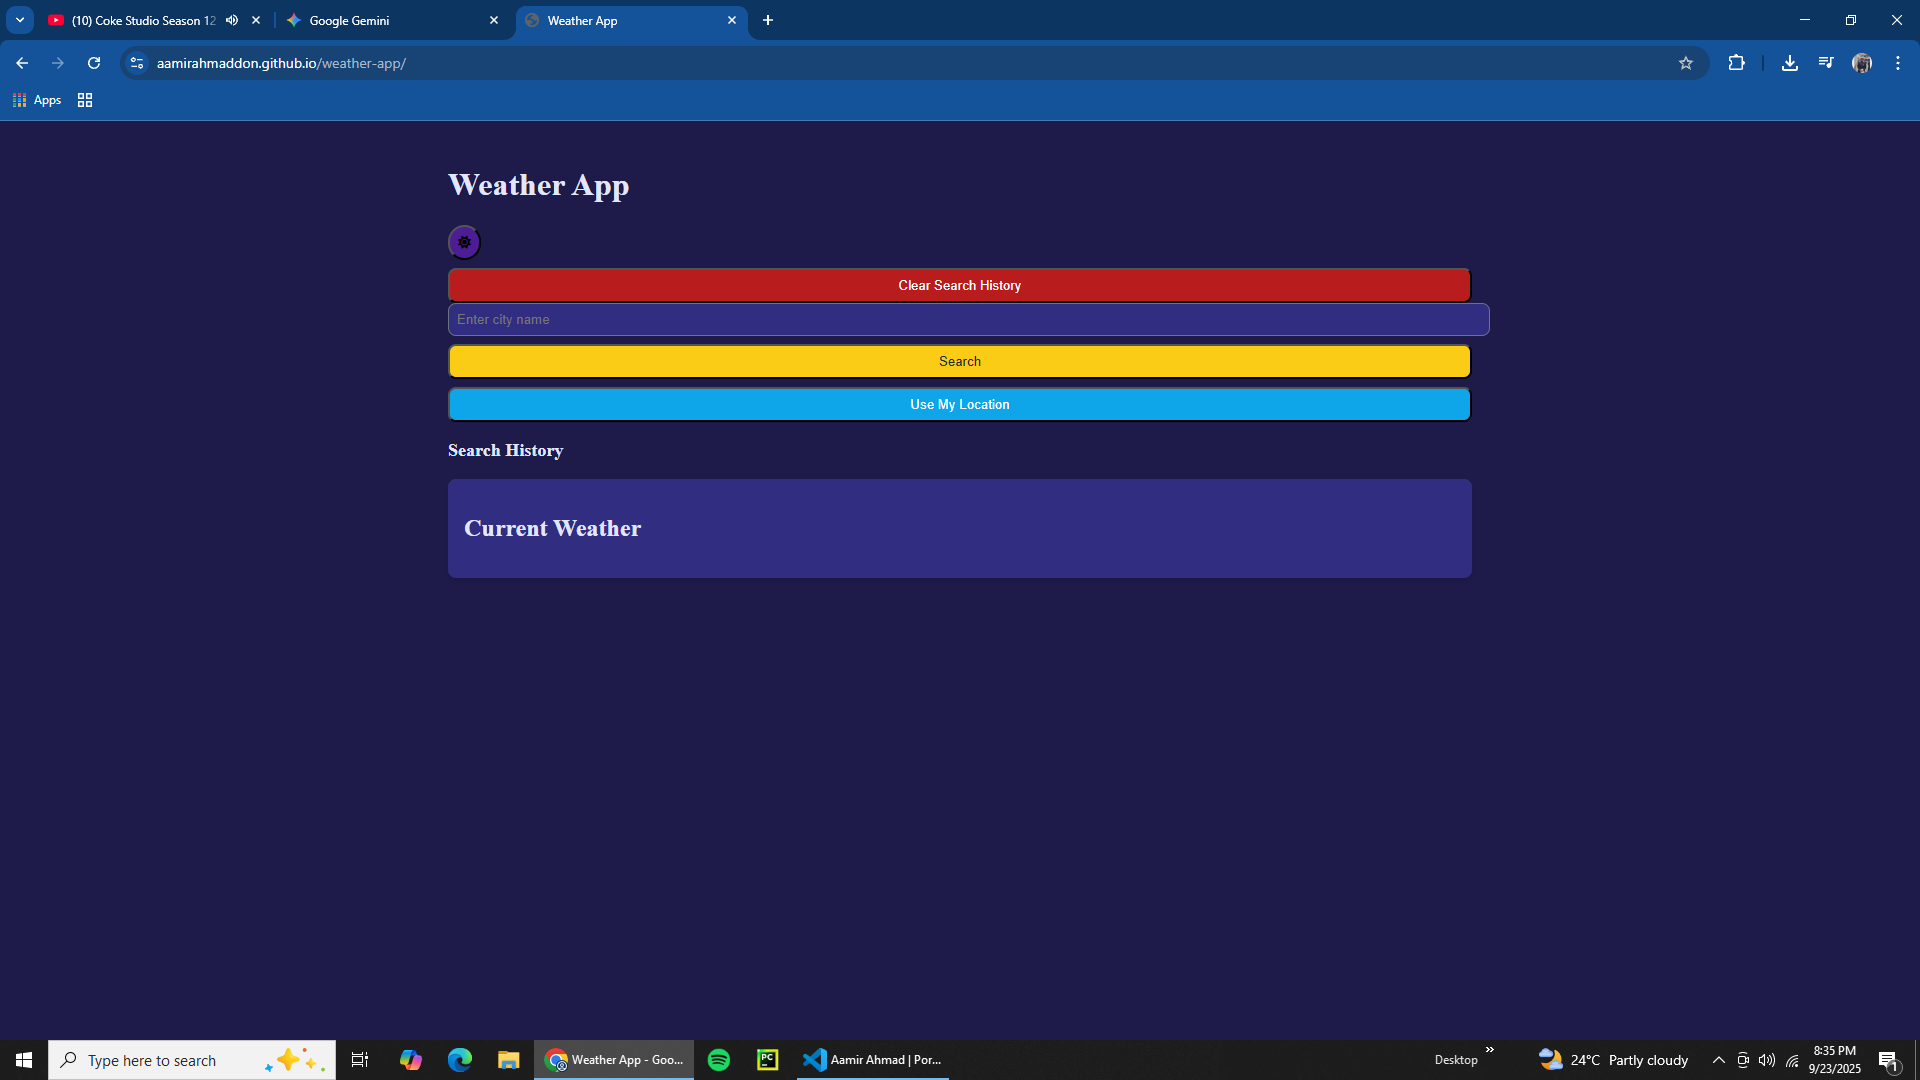 (10) Coke Studio Season 12
Google Gemini
Weather App
aamirahmaddon.github.io/weather-app/
Apps
Weather App
Clear Search History
Enter city name
Search
Use My Location
Search History
Current Weather
Type here to search
Weather App - Goo...
PC
Aamir Ahmad | Por...
Desktop
24°C Partly cloudy
8:35 PM
9/23/2025
1